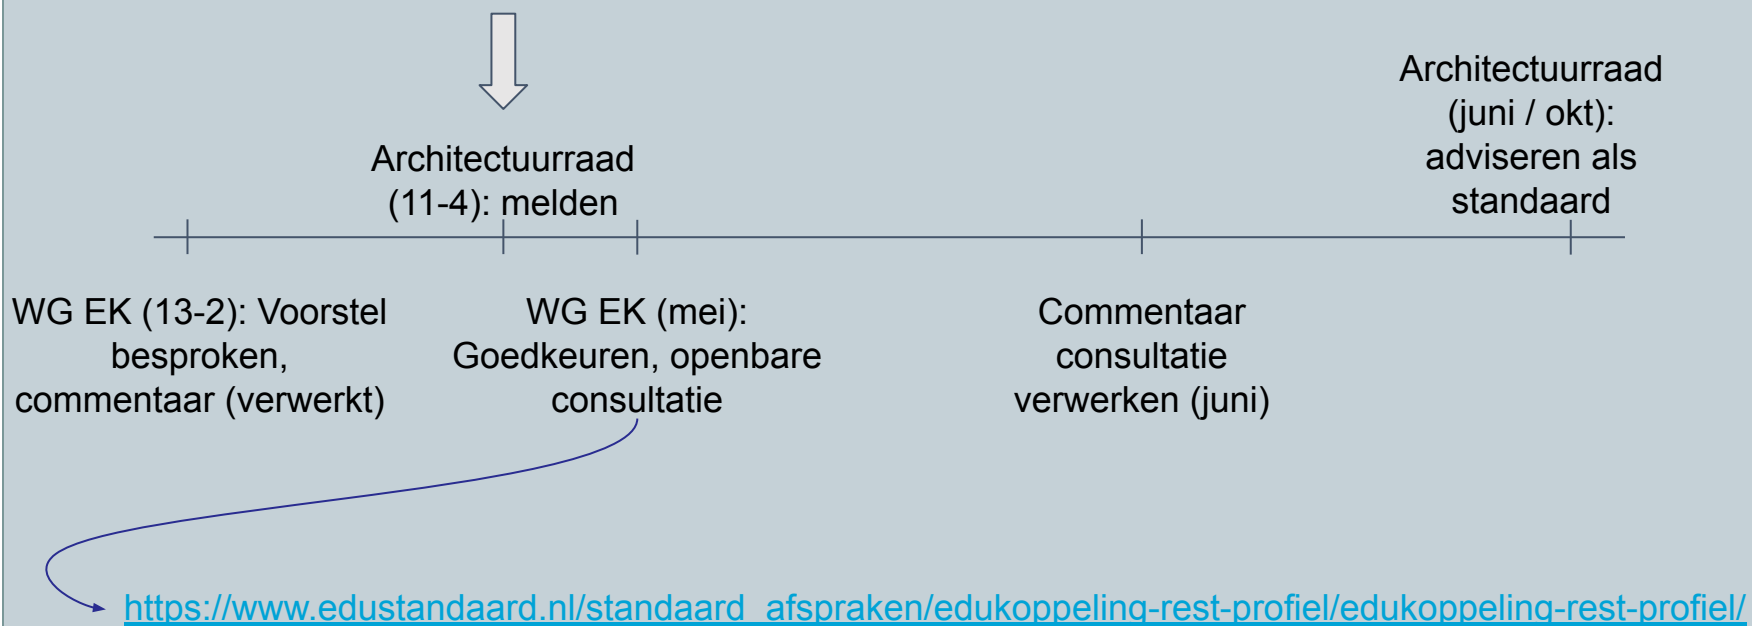 Architectuurraad
(11-4): melden
Architectuurraad
(juni / okt):
adviseren als
standaard
WG EK (13-2): Voorstel
besproken,
commentaar (verwerkt)
WG EK (mei):
Goedkeuren, openbare
consultatie
Commentaar
consultatie
verwerken (juni)
https://www.edustandaard.nl/standaard_afspraken/edukoppeling-rest-profiel/edukoppeling-rest-profiel/